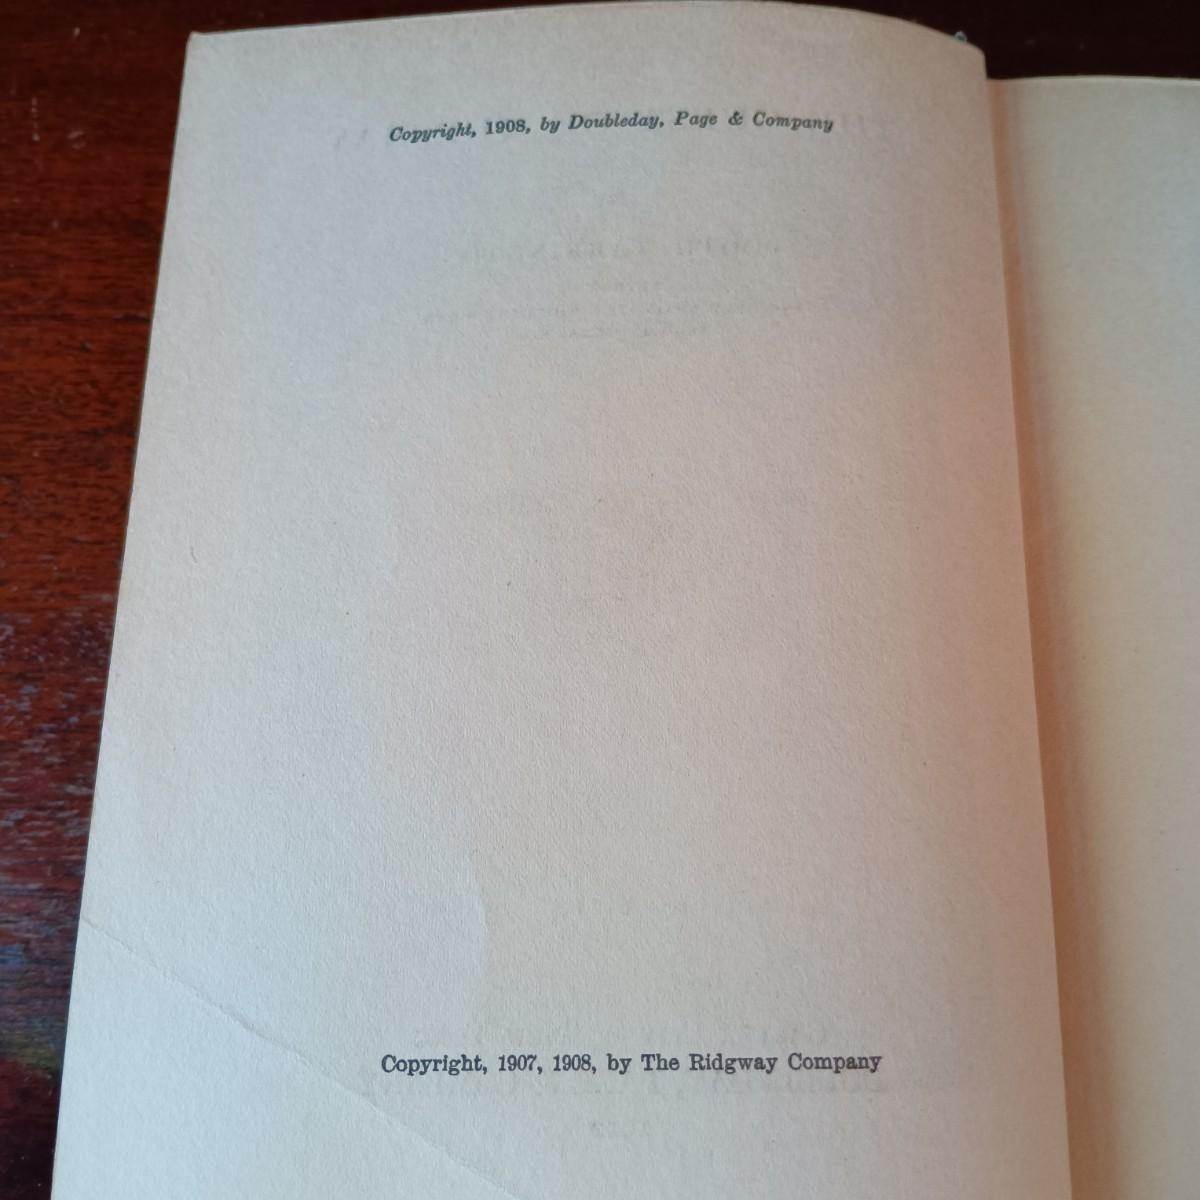 Copyright, 1908, by Doubleday, Page & Company
Copyright, 1907, 1908, by The Ridgway Company